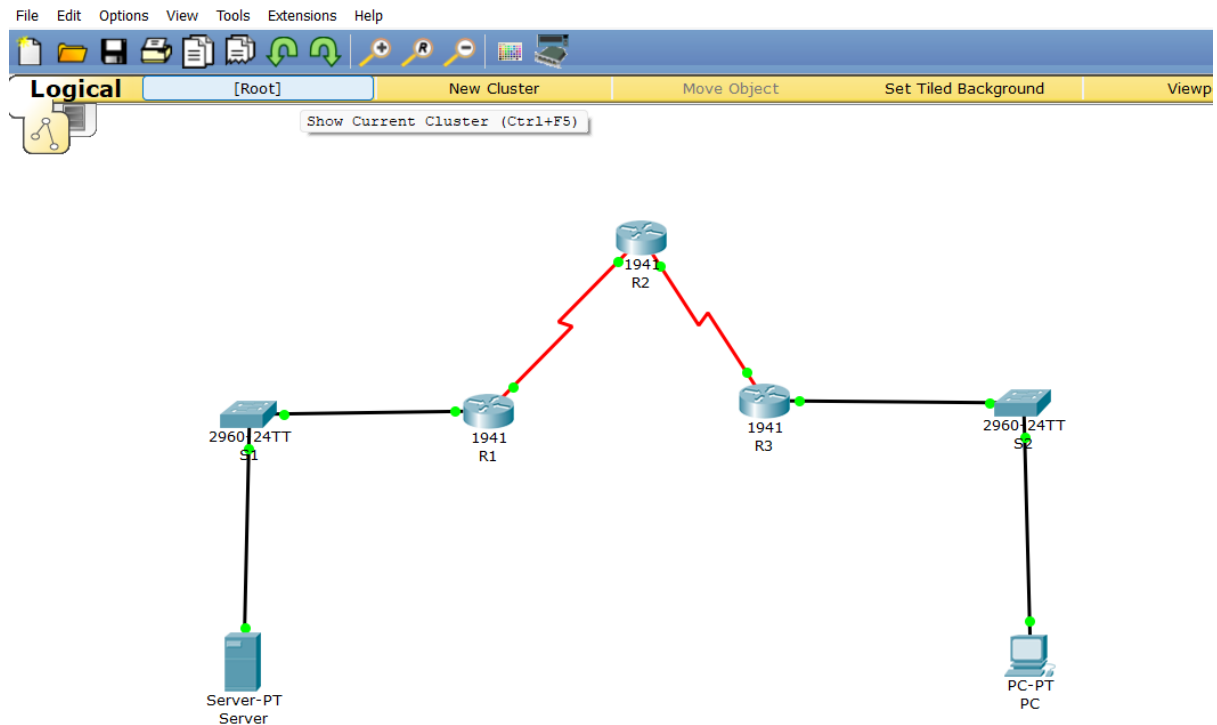 File Edit Options View Tools Extensions Help
Logical [Root] New Cluster Move Object Set Tiled Background Viewp
Show Current Cluster (Ctrl+F5)
1941
R2
2960-24TT
S1
1941
R1
1941
R3
2960-24TT
S2
Server-PT
Server
PC-PT
PC